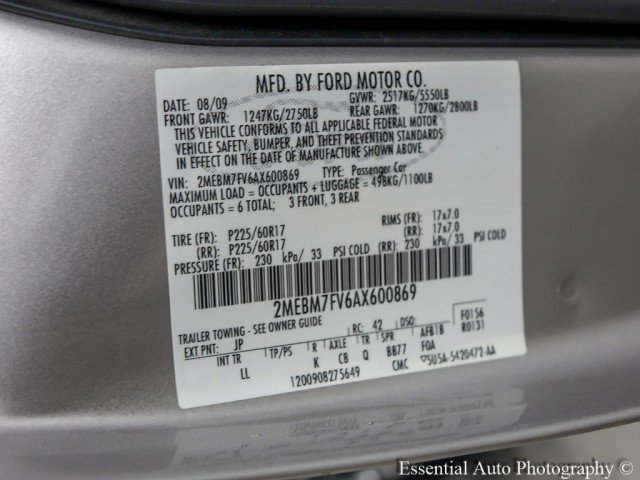 MFD. BY FORD MOTOR CO.
DATE: 08/09 GVWR: 2517KG/5550LB
FRONT GAWR: 1247KG/2750LB REAR GAWR: 1270KG/2800LB
THIS VEHICLE CONFORMS TO ALL APPLICABLE FEDERAL MOTOR
VEHICLE SAFETY, BUMPER, AND THEFT PREVENTION STANDARDS
IN EFFECT ON THE DATE OF MANUFACTURE SHOWN ABOVE.
VIN: 2MEBM7FV6AX600869 TYPE: Passenger Car
MAXIMUM LOAD = OCCUPANTS + LUGGAGE = 498KG/1100LB
OCCUPANTS = 6 TOTAL; 3 FRONT, 3 REAR
TIRE (FR): P225/60R17 RIMS (FR): 17x7.0
(RR): P225/60R17 (RR): 17x7.0
PRESSURE (FR): 230 kPa/ 33 PSI COLD (RR): 230 kPa/ 33 PSI COLD
2MEBM7FV6AX600869
TRAILER TOWING - SEE OWNER GUIDE F0156
EXT PNT: JP RC: 42 DSO: R0131
INT TR TP/PS R AXLE TR SPR AFB1B
LL K CB Q BB77 F0A
1200908275649 CMC 5U5A-5420472-AA
Essential Auto Photography ©